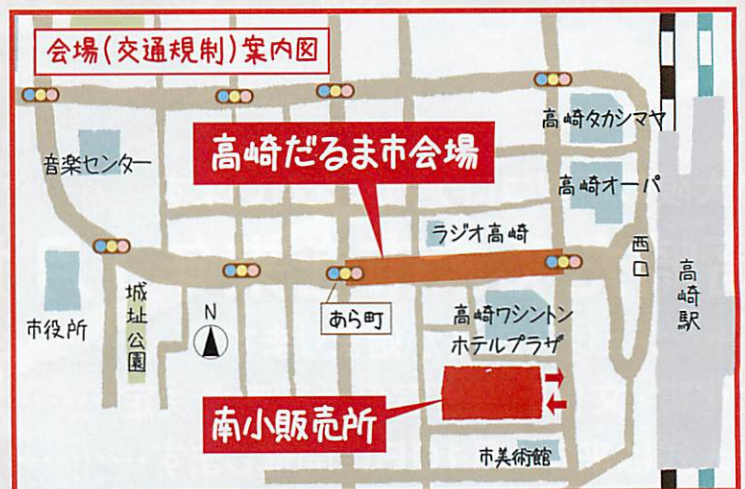 会場(交通規制)案内図
高崎タカシマヤ
音楽センター
高崎だるま市会場
高崎オーパ
ラジオ高崎
西口
高崎駅
市役所
城址公園
N
あら町
高崎ワシントン
ホテルプラザ
南小販売所
市美術館